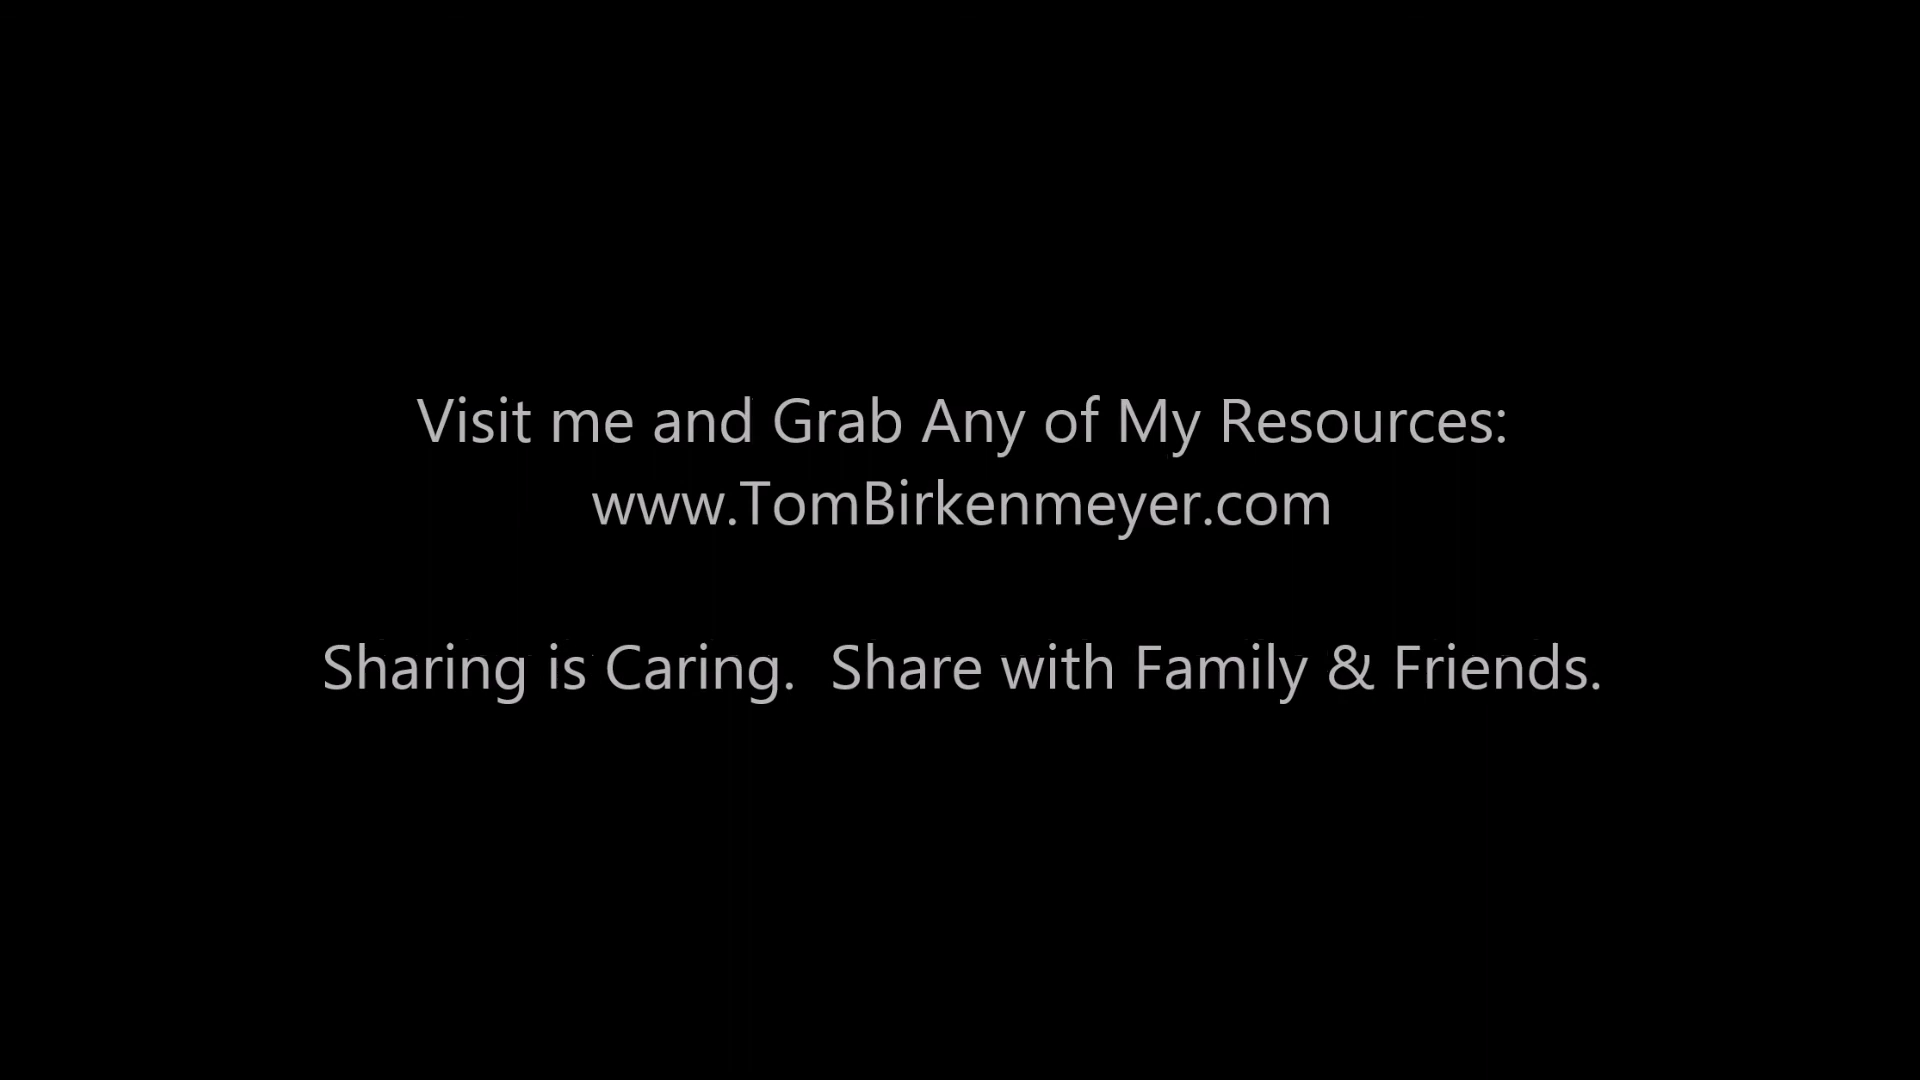 Visit me and Grab Any of My Resources:
www.TomBirkenmeyer.com
Sharing is Caring.  Share with Family & Friends.